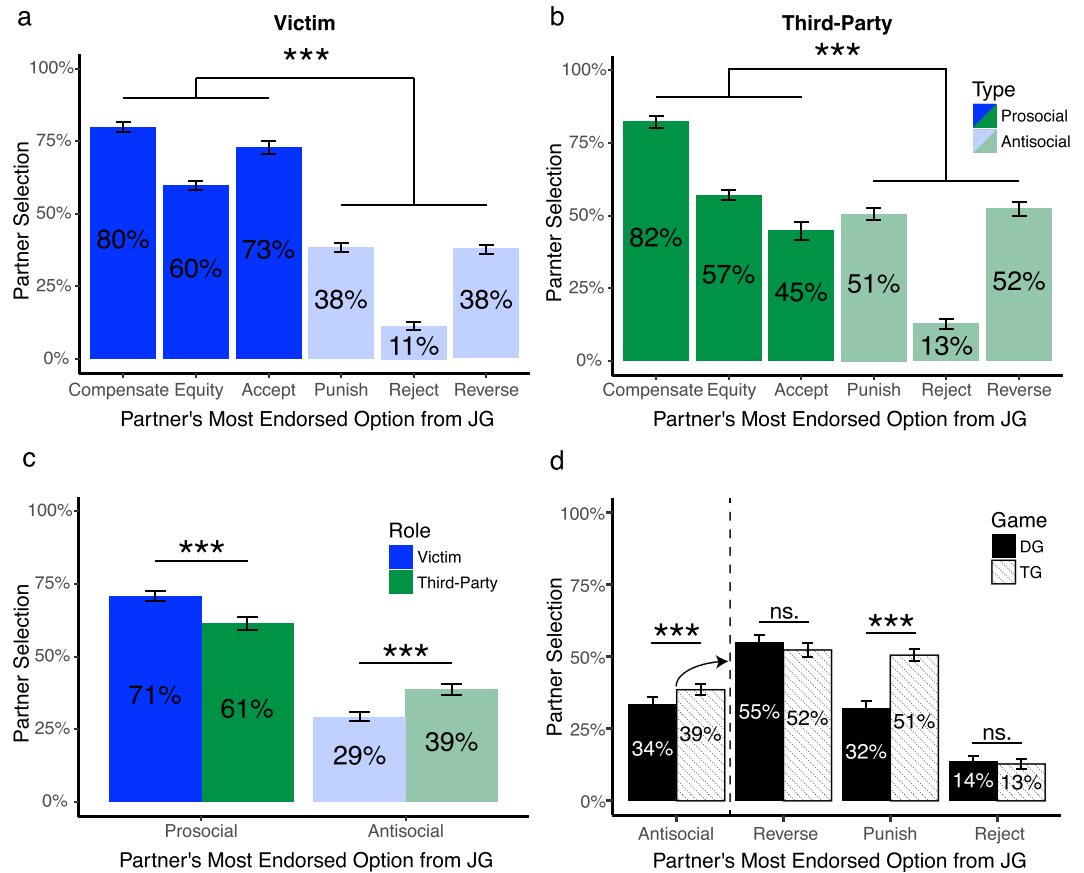 a
Victim
***
100%
75%
50%
25%
0%
Partner Selection
80%
60%
73%
38%
11%
38%
Compensate Equity Accept Punish Reject Reverse
Partner's Most Endorsed Option from JG
b
Third-Party
***
Type
Prosocial
Antisocial
100%
75%
50%
25%
0%
Parnter Selection
82%
57%
45%
51%
13%
52%
Compensate Equity Accept Punish Reject Reverse
Partner's Most Endorsed Option from JG
c
Role
Victim
Third-Party
100%
75%
50%
25%
0%
Partner Selection
***
***
71%
61%
29%
39%
Prosocial Antisocial
Partner's Most Endorsed Option from JG
d
Game
DG
TG
100%
75%
50%
25%
0%
Partner Selection
***
ns.
***
ns.
34%
39%
55%
52%
32%
51%
14%
13%
Antisocial Reverse Punish Reject
Partner's Most Endorsed Option from JG